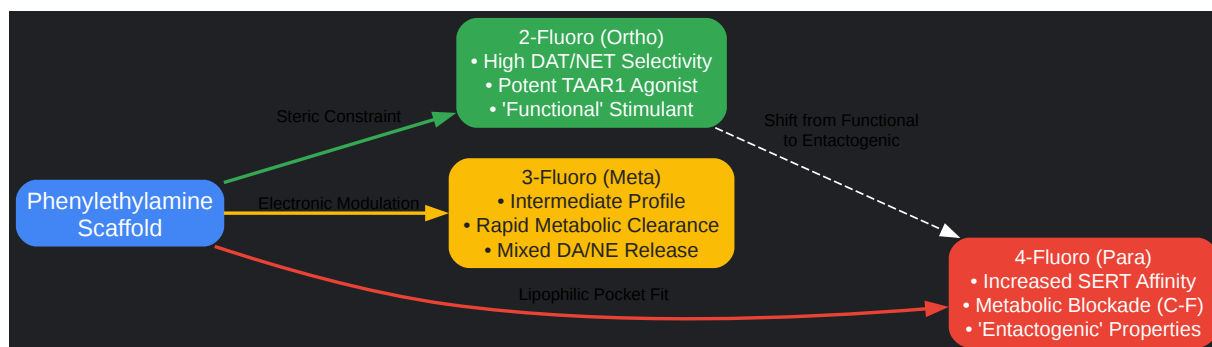 2-Fluoro (Ortho)
• High DAT/NET Selectivity
• Potent TAAR1 Agonist
• 'Functional' Stimulant
Steric Constraint
Shift from Functional
to Entactogenic
Phenylethylamine
Scaffold
Electronic Modulation
3-Fluoro (Meta)
• Intermediate Profile
• Rapid Metabolic Clearance
• Mixed DA/NE Release
Lipophilic Pocket Fit
4-Fluoro (Para)
• Increased SERT Affinity
• Metabolic Blockade (C-F)
• 'Entactogenic' Properties